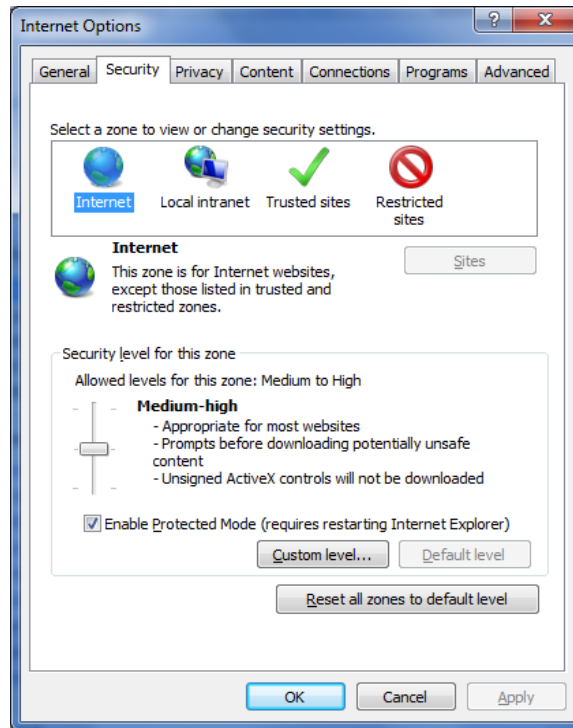 Internet Options
General Security Privacy Content Connections Programs Advanced
Select a zone to view or change security settings.
Internet Local intranet Trusted sites Restricted
sites
Internet
Sites
This zone is for Internet websites,
except those listed in trusted and
restricted zones.
Security level for this zone
Allowed levels for this zone: Medium to High
Medium-high
- Appropriate for most websites
- Prompts before downloading potentially unsafe
content
- Unsigned ActiveX controls will not be downloaded
Enable Protected Mode (requires restarting Internet Explorer)
Custom level... Default level
Reset all zones to default level
OK Cancel Apply